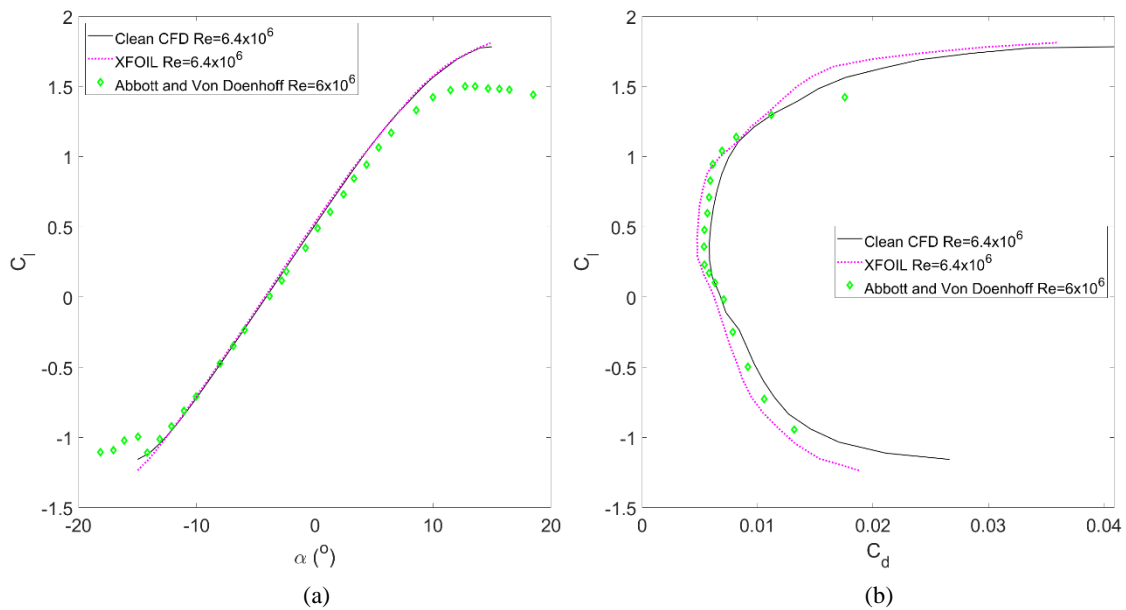 Clean CFD Re=6.4x10^6
XFOIL Re=6.4x10^6
Abbott and Von Doenhoff Re=6x10^6
2
1.5
1
0.5
0
-0.5
-1
-1.5
C_l
-20
-10
0
10
20
α (°)
(a)
2
1.5
1
0.5
0
-0.5
-1
-1.5
C_l
Clean CFD Re=6.4x10^6
XFOIL Re=6.4x10^6
Abbott and Von Doenhoff Re=6x10^6
0
0.01
0.02
0.03
0.04
C_d
(b)